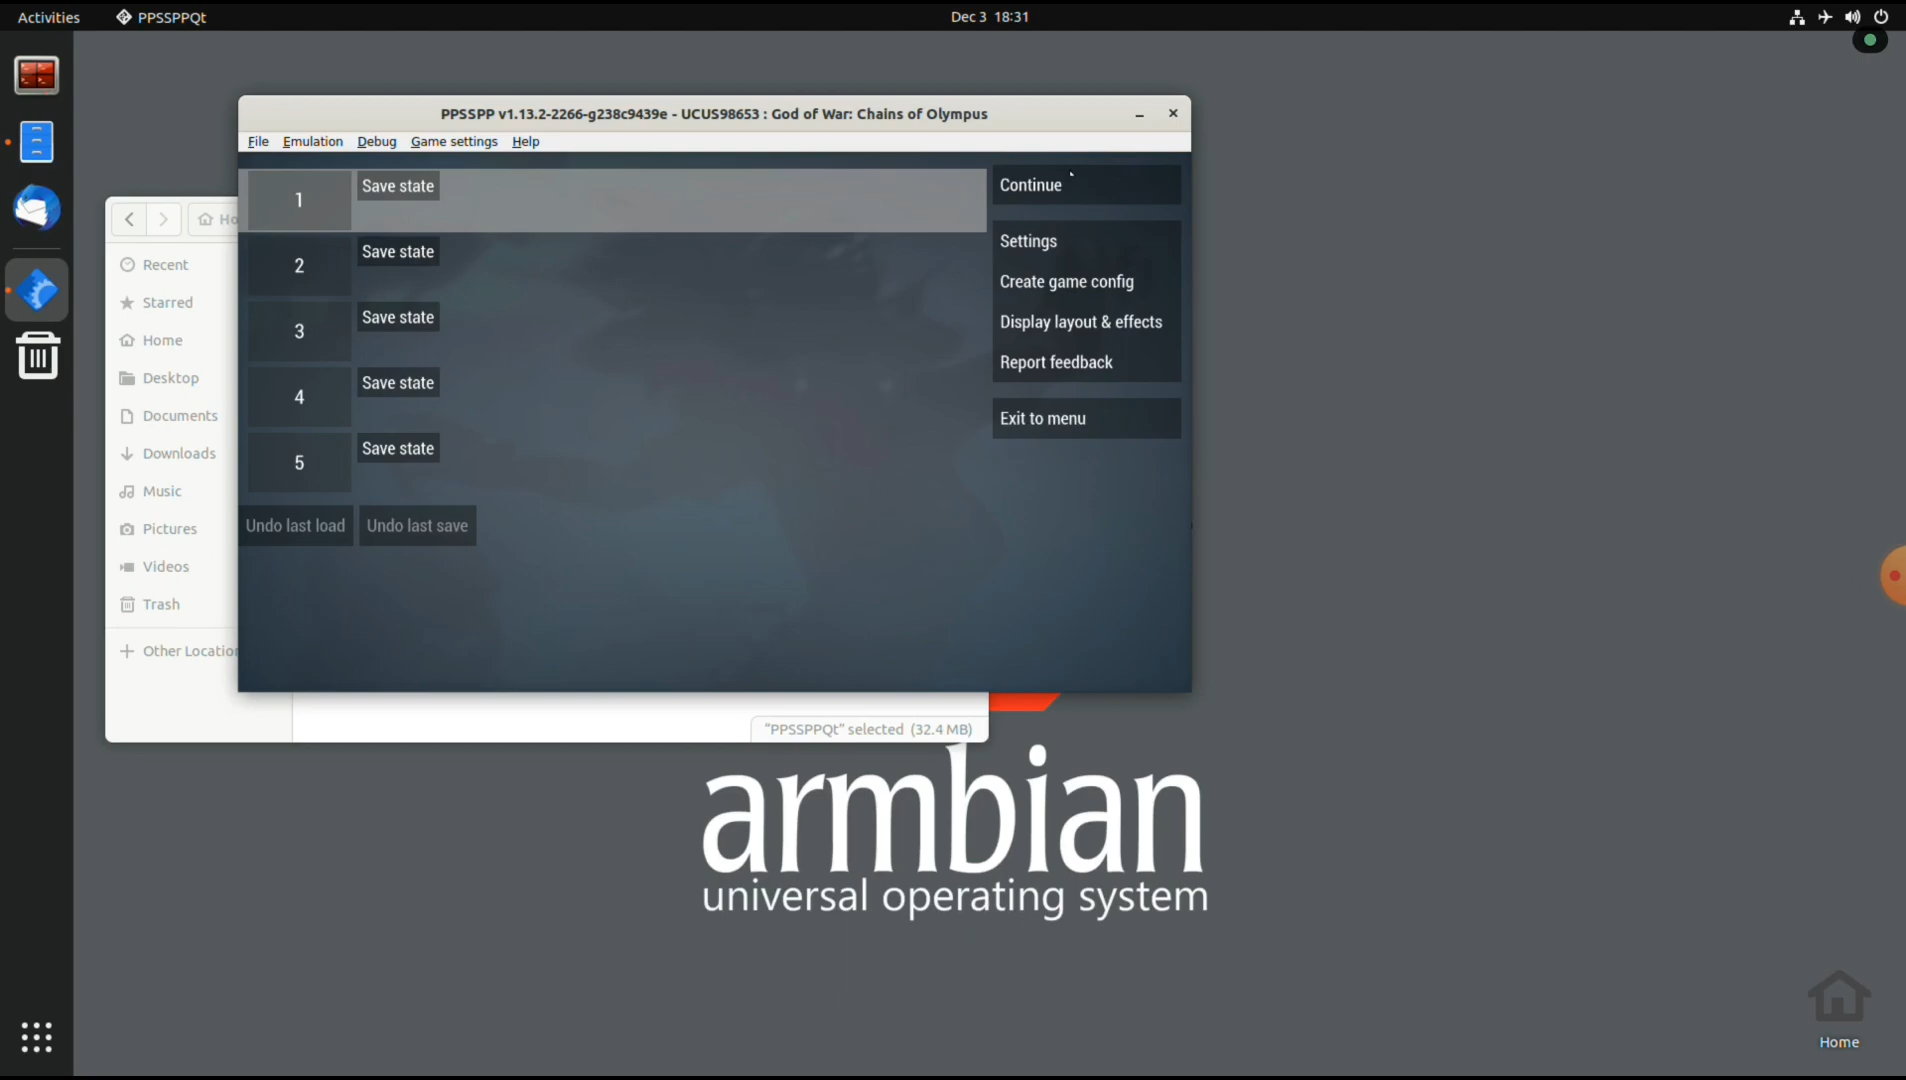 Activities
PPSSPPQt
Dec 3 18:31
PPSSPP v1.13.2-2266-g238c9439e - UCUS98653 : God of War: Chains of Olympus
File Emulation Debug Game settings Help
1 Save state
2 Save state
3 Save state
4 Save state
5 Save state
Undo last load Undo last save
Continue
Settings
Create game config
Display layout & effects
Report feedback
Exit to menu
Recent
Starred
Home
Desktop
Documents
Downloads
Music
Pictures
Videos
Trash
Other
"PPSSPPQt" selected (32.4 MB)
armbian
universal operating system
Home